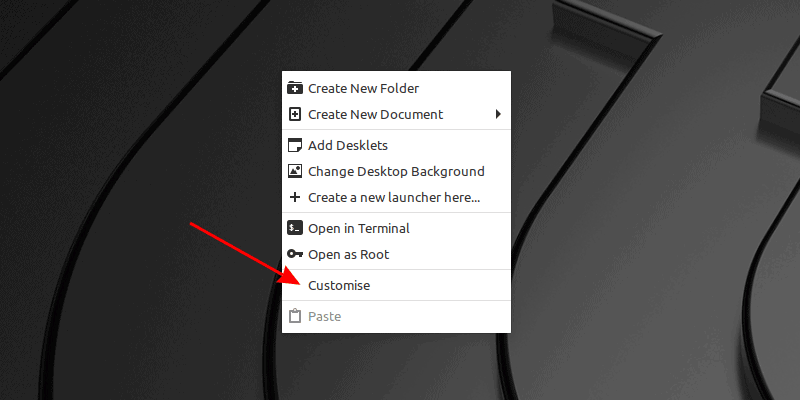 Create New Folder
Create New Document
Add Desklets
Change Desktop Background
Create a new launcher here...
Open in Terminal
Open as Root
Customise
Paste